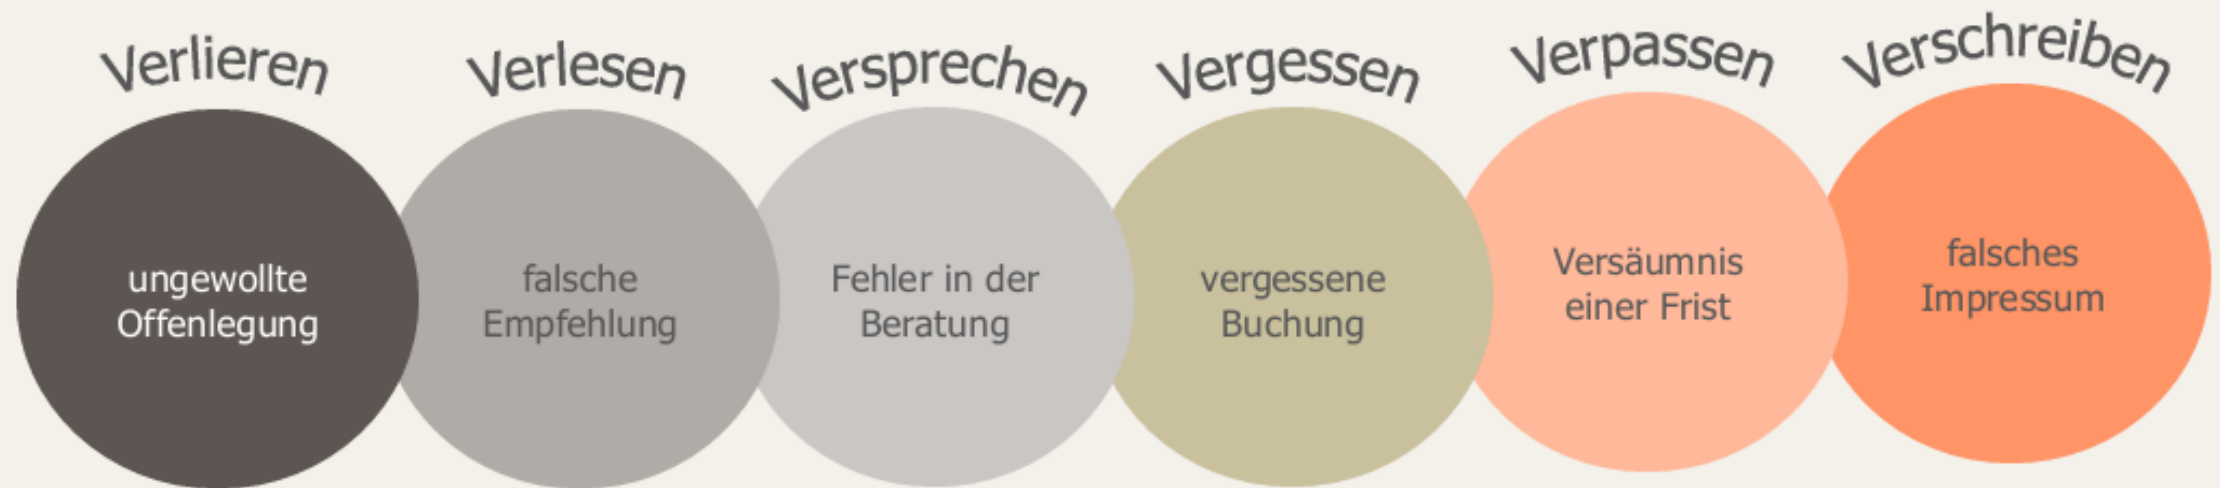 Verlieren
ungewollte
Offenlegung
Verlesen
falsche
Empfehlung
Versprechen
Fehler in der
Beratung
Vergessen
vergessene
Buchung
Verpassen
Versäumnis
einer Frist
Verschreiben
falsches
Impressum